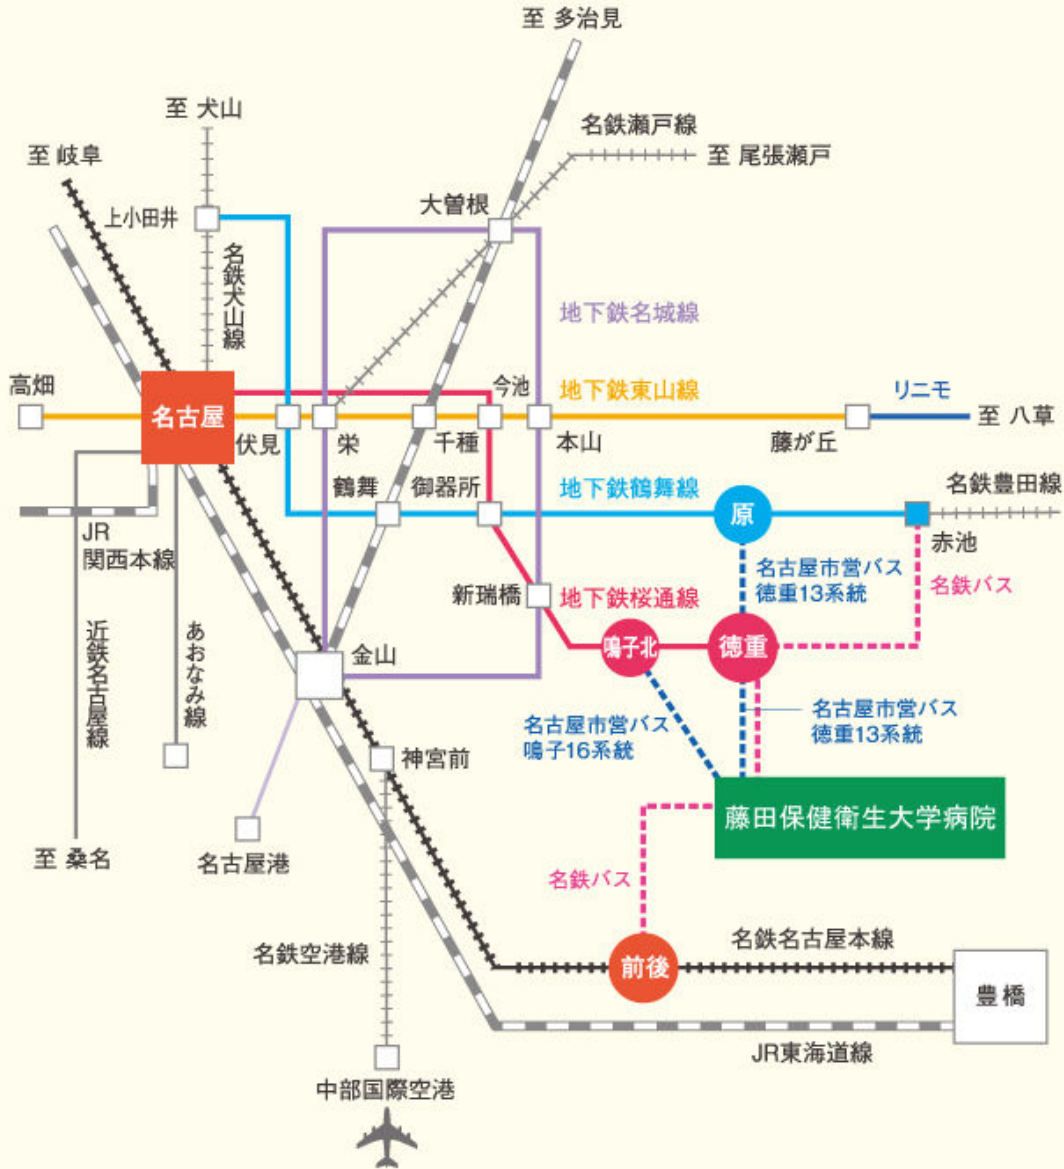 至 多治見
至 犬山
名鉄瀬戸線
至 岐阜
至 尾張瀬戸
上小田井
大曽根
名鉄犬山線
地下鉄名城線
高畑
名古屋
今池
地下鉄東山線
リニモ
伏見
栄
千種
本山
藤が丘
至 八草
鶴舞
御器所
地下鉄鶴舞線
原
名鉄豊田線
JR
関西本線
赤池
名古屋市営バス
徳重13系統
名鉄バス
新瑞橋
地下鉄桜通線
近鉄名古屋線
あおなみ線
金山
鳴子北
徳重
名古屋市営バス
鳴子16系統
名古屋市営バス
徳重13系統
神宮前
藤田保健衛生大学病院
至 桑名
名古屋港
名鉄バス
名鉄空港線
前後
名鉄名古屋本線
豊橋
JR東海道線
中部国際空港